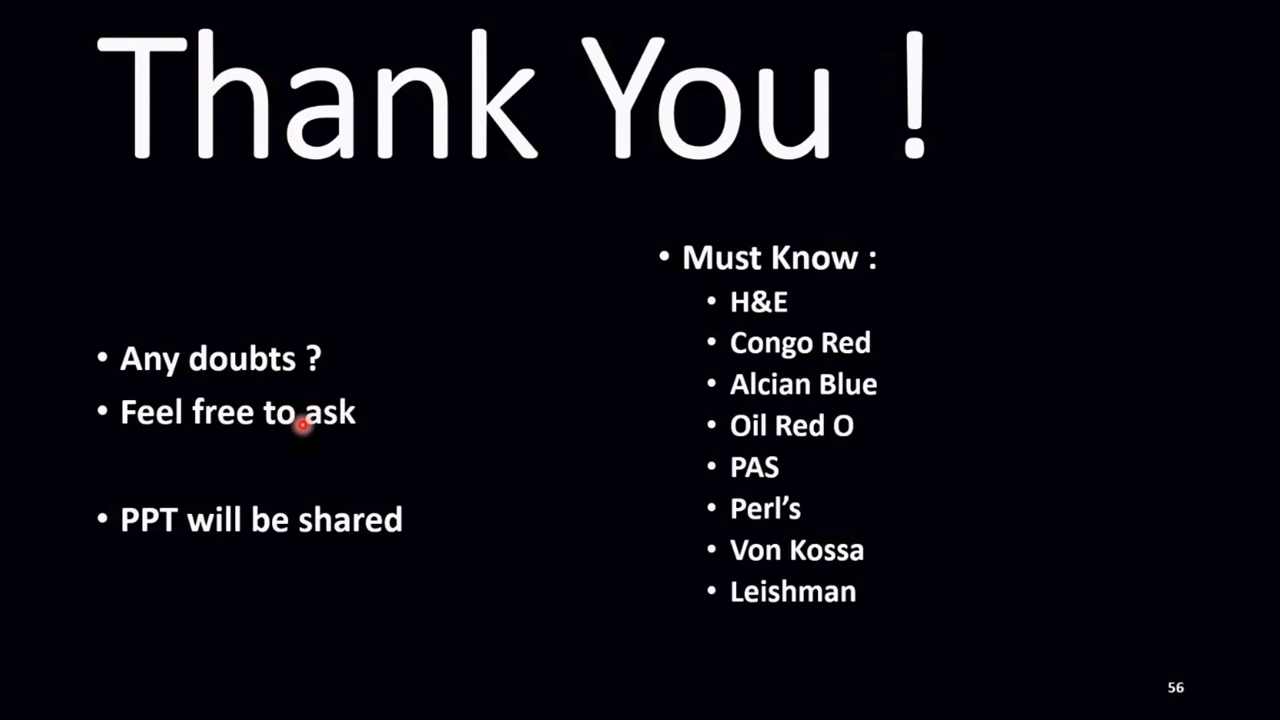 Thank You !
• Any doubts ?
• Feel free to ask
• PPT will be shared
• Must Know :
• H&E
• Congo Red
• Alcian Blue
• Oil Red O
• PAS
• Perl’s
• Von Kossa
• Leishman
56